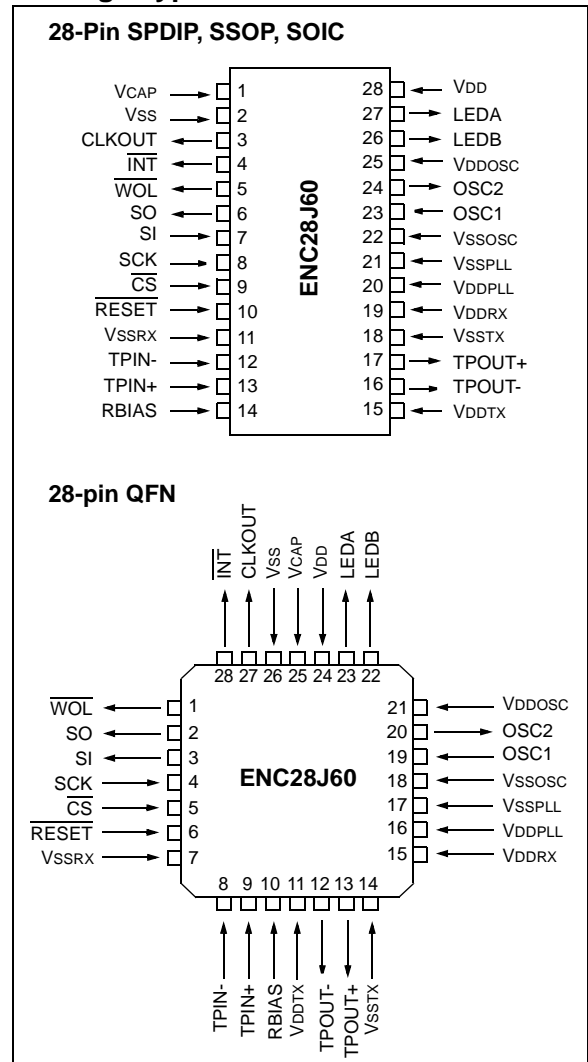 28-Pin SPDIP, SSOP, SOIC
VCAP 1 28 VDD
VSS 2 27 LEDA
CLKOUT 3 26 LEDB
INT 4 25 VDDOSC
WOL 5 24 OSC2
SO 6 23 OSC1
SI 7 22 VSSOSC
SCK 8 21 VSSPLL
CS 9 20 VDDPLL
RESET 10 19 VDDRX
VSSRX 11 18 VSSTX
TPIN- 12 17 TPOUT+
TPIN+ 13 16 TPOUT-
RBIAS 14 15 VDDTX
ENC28J60
28-pin QFN
INT CLKOUT VSS VCAP VDD LEDA LEDB
28 27 26 25 24 23 22
WOL 1 21 VDDOSC
SO 2 20 OSC2
SI 3 19 OSC1
SCK 4 18 VSSOSC
CS 5 17 VSSPLL
RESET 6 16 VDDPLL
VSSRX 7 15 VDDRX
ENC28J60
8 9 10 11 12 13 14
TPIN- TPIN+ RBIAS VDDTX TPOUT- TPOUT+ VSSTX